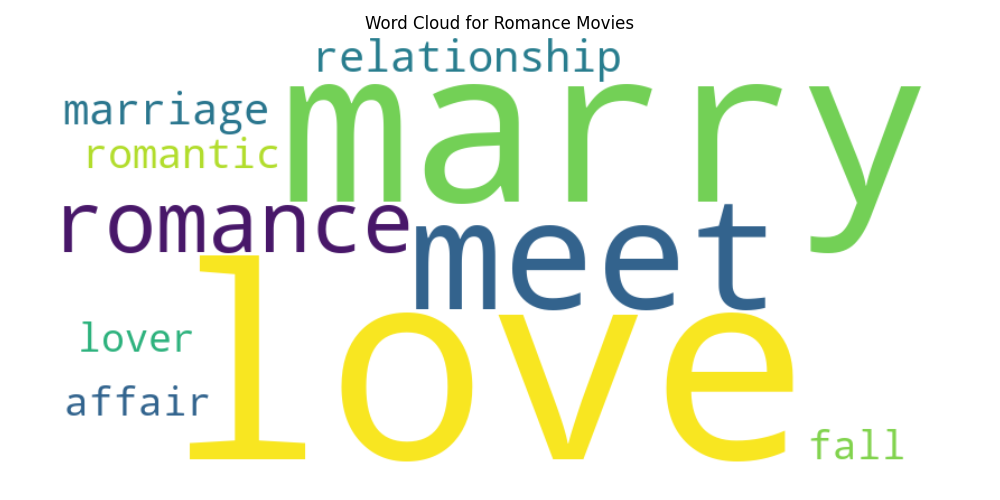 Word Cloud for Romance Movies
relationship
marry
marriage
romantic
romance
meet
love
lover
affair
fall